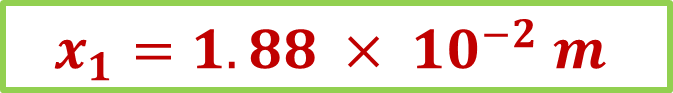 x₁ = 1.88 × 10⁻² m